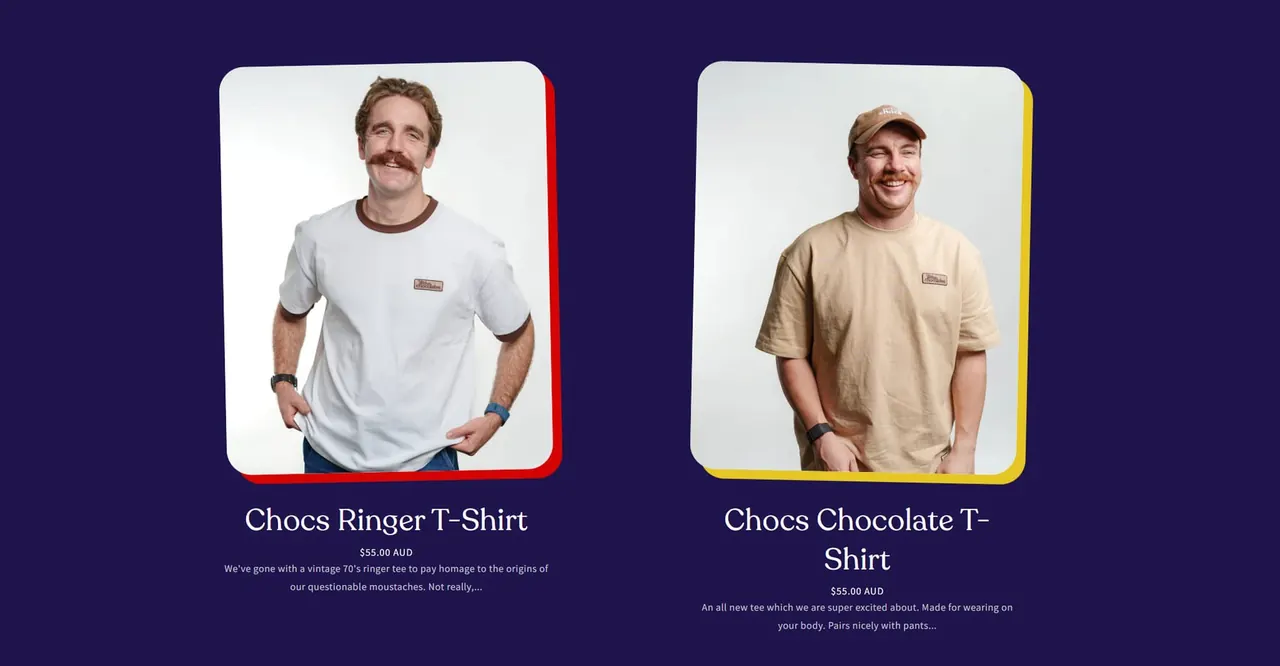 Chocs Ringer T-Shirt
$55.00 AUD
We've gone with a vintage 70's ringer tee to pay homage to the origins of
our questionable moustaches. Not really,...
Chocs Chocolate T-
Shirt
$55.00 AUD
An all new tee which we are super excited about. Made for wearing on
your body. Pairs nicely with pants...